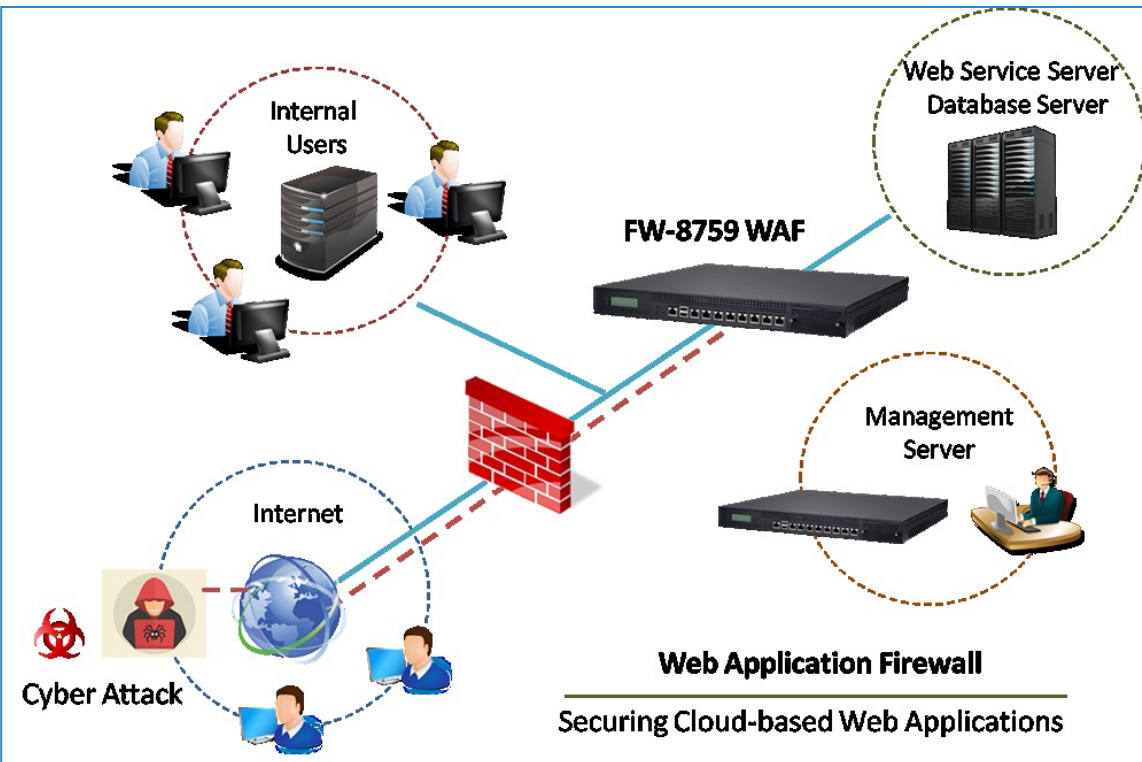 Internal
Users
Web Service Server
Database Server
FW-8759 WAF
Management
Server
Internet
Cyber Attack
Web Application Firewall
Securing Cloud-based Web Applications